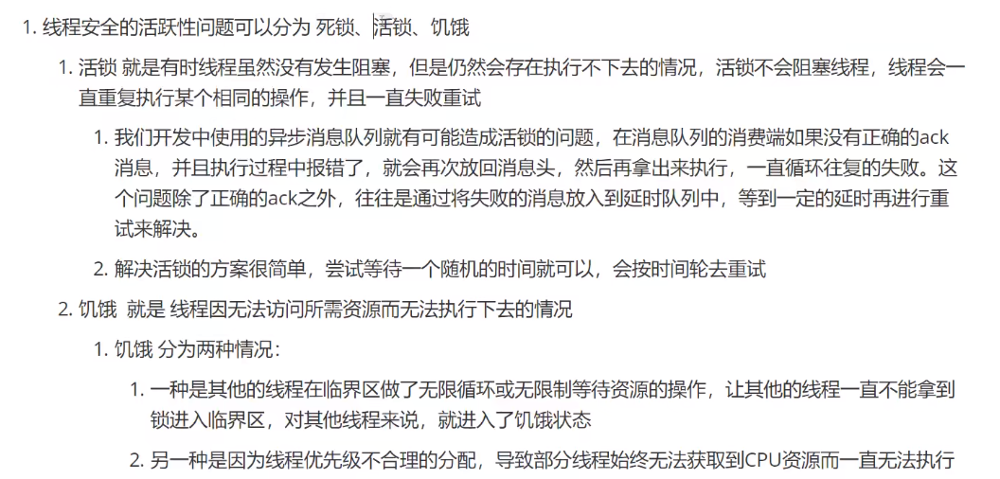 1. 线程安全的活跃性问题可以分为 死锁、活锁、饥饿
1. 活锁 就是有时线程虽然没有发生阻塞，但是仍然会存在执行不下去的情况，活锁不会阻塞线程，线程会一
直重复执行某个相同的操作，并且一直失败重试
1. 我们开发中使用的异步消息队列就有可能造成活锁的问题，在消息队列的消费端如果没有正确的ack
消息，并且执行过程中报错了，就会再次放回消息头，然后再拿出来执行，一直循环往复的失败。这
个问题除了正确的ack之外，往往是通过将失败的消息放入到延时队列中，等到一定的延时再进行重
试来解决。
2. 解决活锁的方案很简单，尝试等待一个随机的时间就可以，会按时间轮去重试
2. 饥饿 就是 线程因无法访问所需资源而无法执行下去的情况
1. 饥饿 分为两种情况：
1. 一种是其他的线程在临界区做了无限循环或无限制等待资源的操作，让其他的线程一直不能拿到
锁进入临界区，对其他线程来说，就进入了饥饿状态
2. 另一种是因为线程优先级不合理的分配，导致部分线程始终无法获取到CPU资源而一直无法执行